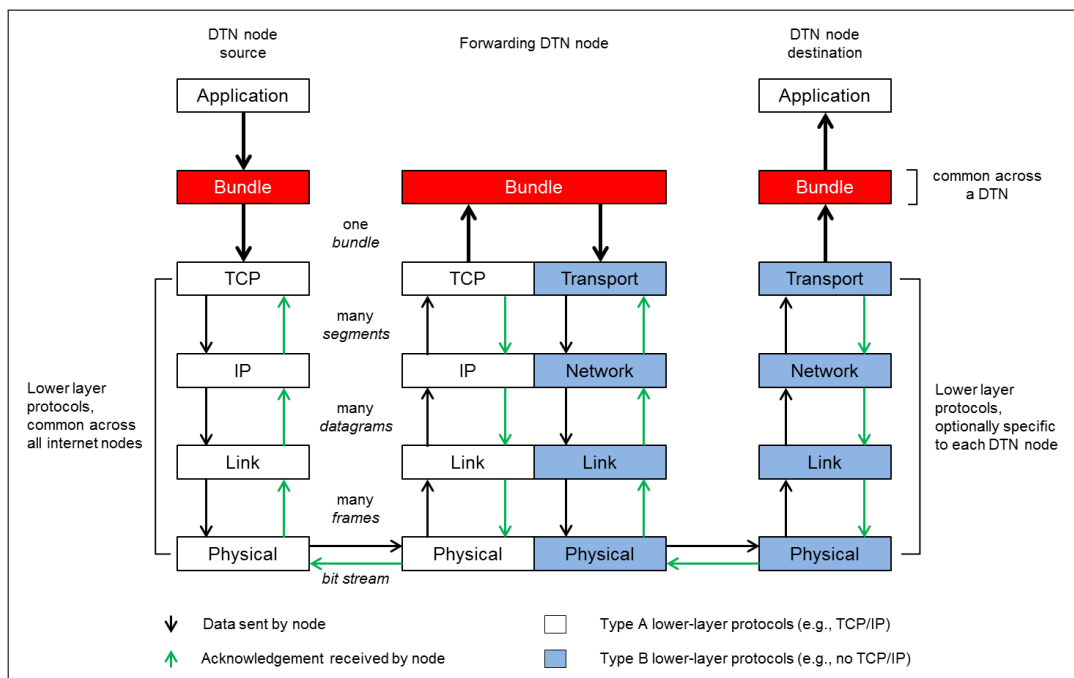 DTN node
source
Forwarding DTN node
DTN node
destination
Application
Application
Bundle
Bundle
Bundle
common across
a DTN
one
bundle
TCP
TCP
Transport
Transport
many
segments
IP
IP
Network
Network
Lower layer
protocols,
common across
all internet nodes
many
datagrams
Lower layer
protocols,
optionally specific
to each DTN node
Link
Link
Link
Link
many
frames
Physical
Physical
Physical
Physical
bit stream
Data sent by node
Type A lower-layer protocols (e.g., TCP/IP)
Acknowledgement received by node
Type B lower-layer protocols (e.g., no TCP/IP)